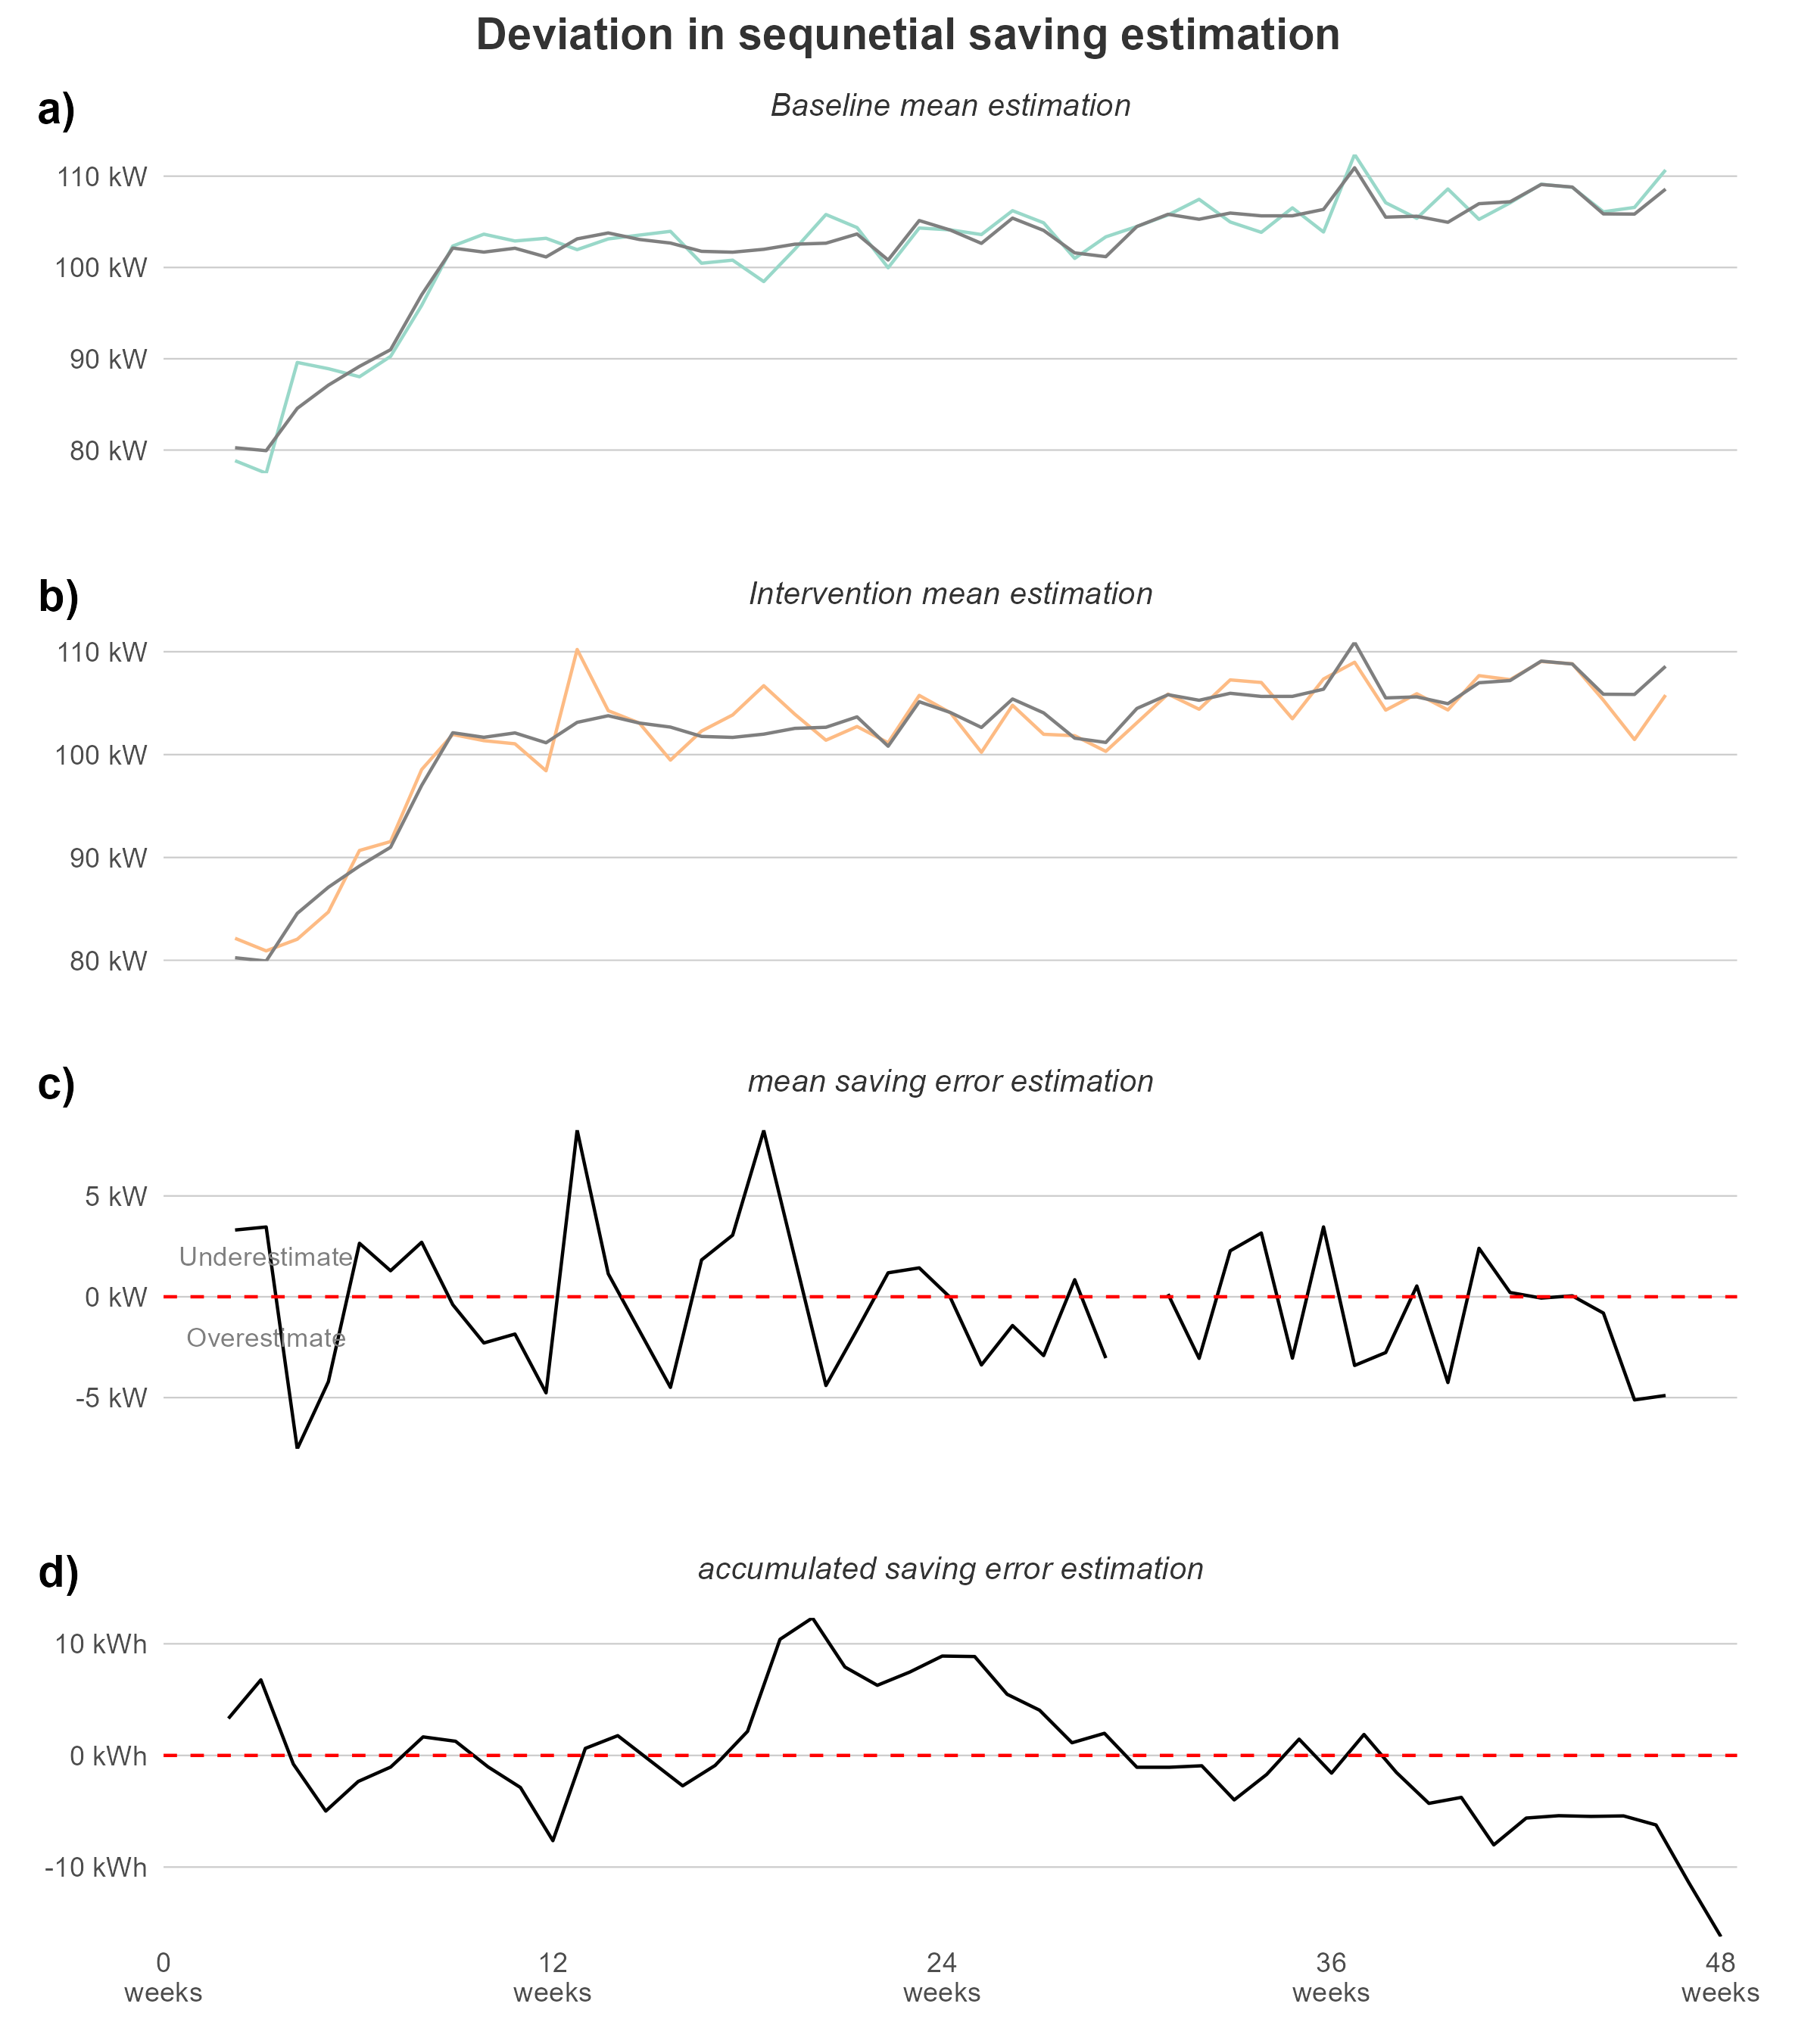 Deviation in sequnetial saving estimation
a)
Baseline mean estimation
110 kW
100 kW
90 kW
80 kW
b)
Intervention mean estimation
110 kW
100 kW
90 kW
80 kW
c)
mean saving error estimation
5 kW
Underestimate
0 kW
Overestimate
-5 kW
d)
accumulated saving error estimation
10 kWh
0 kWh
-10 kWh
0 12 24 36 48
weeks weeks weeks weeks weeks